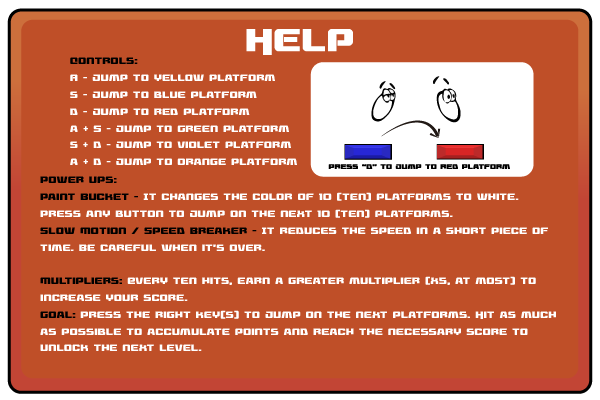 HELP
CONTROLS:
A - JUMP TO YELLOW PLATFORM
S - JUMP TO BLUE PLATFORM
D - JUMP TO RED PLATFORM
A + S - JUMP TO GREEN PLATFORM
S + D - JUMP TO VIOLET PLATFORM
A + D - JUMP TO ORANGE PLATFORM
PRESS "D" TO JUMP TO RED PLATFORM
POWER UPS:
PAINT BUCKET - IT CHANGES THE COLOR OF 10 (TEN) PLATFORMS TO WHITE.
PRESS ANY BUTTON TO JUMP ON THE NEXT 10 (TEN) PLATFORMS.
SLOW MOTION / SPEED BREAKER - IT REDUCES THE SPEED IN A SHORT PIECE OF
TIME. BE CAREFUL WHEN IT'S OVER.
MULTIPLIERS: EVERY TEN HITS, EARN A GREATER MULTIPLIER (X5, AT MOST) TO
INCREASE YOUR SCORE.
GOAL: PRESS THE RIGHT KEY(S) TO JUMP ON THE NEXT PLATFORMS. HIT AS MUCH
AS POSSIBLE TO ACCUMULATE POINTS AND REACH THE NECESSARY SCORE TO
UNLOCK THE NEXT LEVEL.